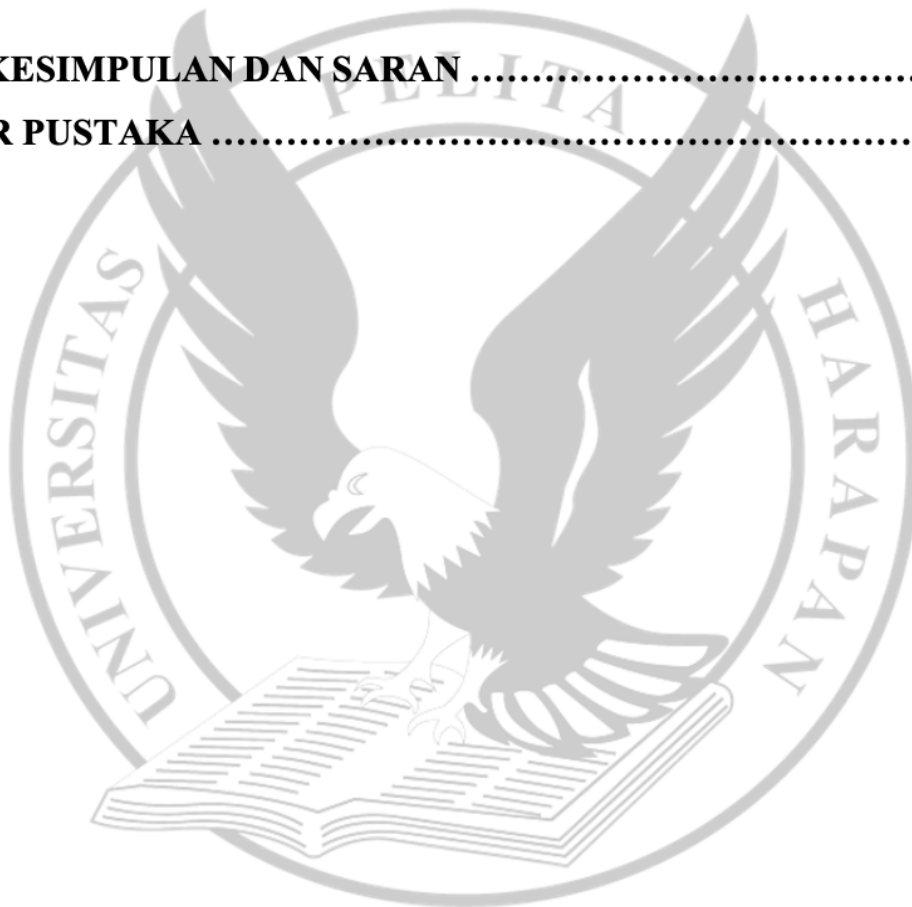 KESIMPULAN DAN SARAN ……………………………
R PUSTAKA ……………………………………………
UNIVERSITAS PELITA HARAPAN